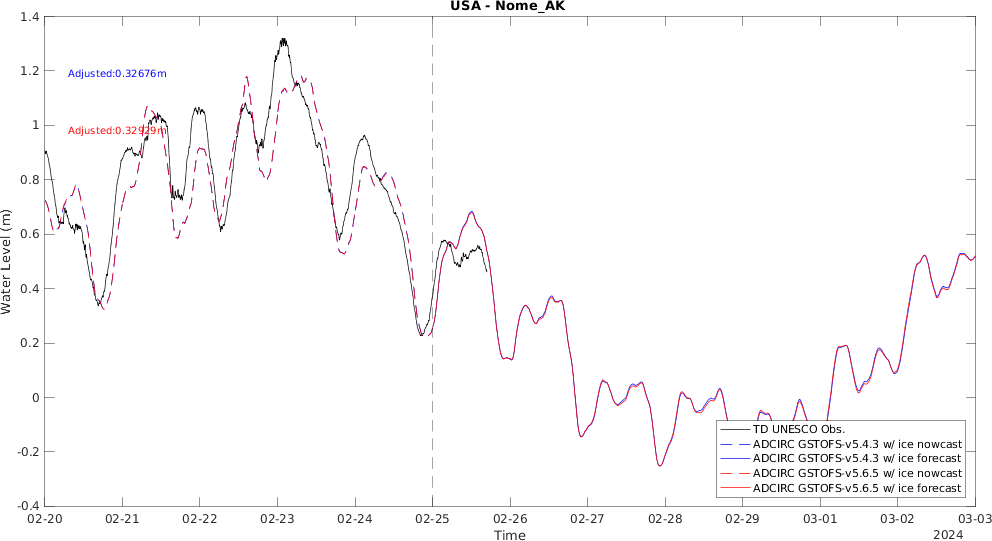 USA - Nome_AK
1.4
1.2
1
0.8
0.6
0.4
0.2
0
-0.2
-0.4
Water Level (m)
Adjusted:0.32676m
Adjusted:0.32929m
TD UNESCO Obs.
ADCIRC GSTOFS-v5.4.3 w/ ice nowcast
ADCIRC GSTOFS-v5.4.3 w/ ice forecast
ADCIRC GSTOFS-v5.6.5 w/ ice nowcast
ADCIRC GSTOFS-v5.6.5 w/ ice forecast
02-20 02-21 02-22 02-23 02-24 02-25 02-26 02-27 02-28 02-29 03-01 03-02 03-03
Time
2024